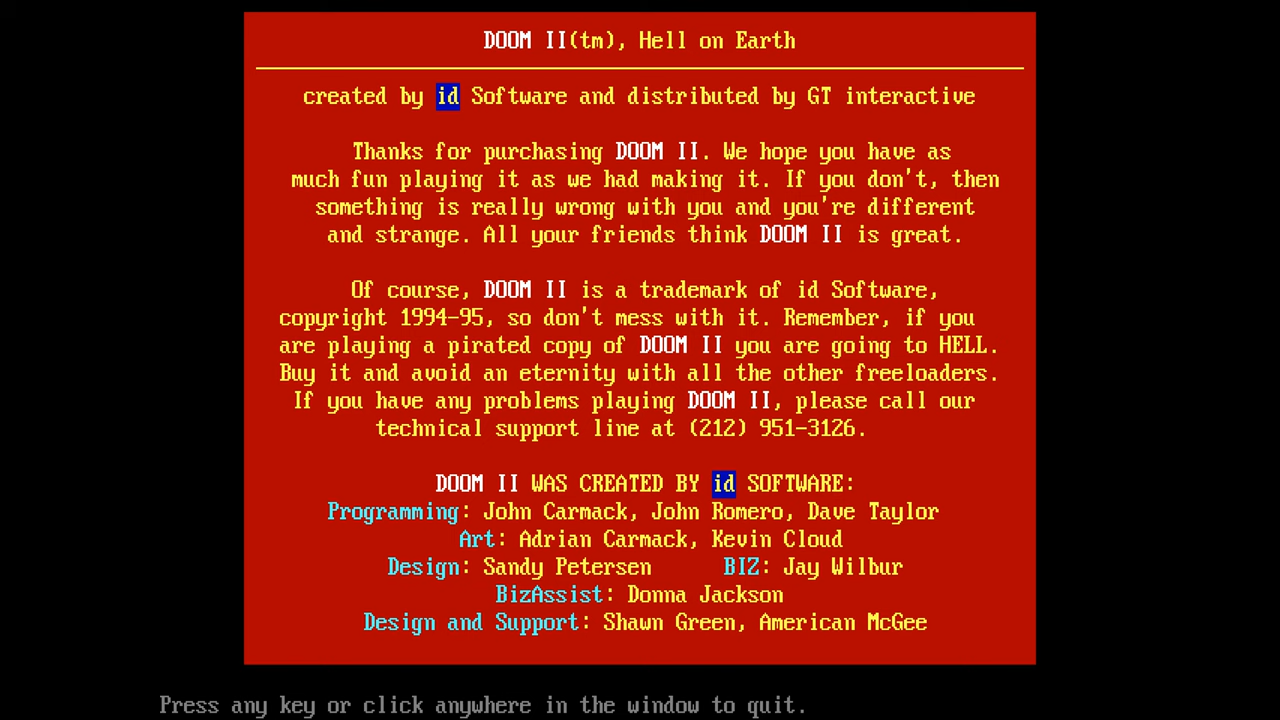 DOOM II(tm), Hell on Earth
created by id Software and distributed by GT interactive
Thanks for purchasing DOOM II. We hope you have as
much fun playing it as we had making it. If you don't, then
something is really wrong with you and you're different
and strange. All your friends think DOOM II is great.
Of course, DOOM II is a trademark of id Software,
copyright 1994-95, so don't mess with it. Remember, if you
are playing a pirated copy of DOOM II you are going to HELL.
Buy it and avoid an eternity with all the other freeloaders.
If you have any problems playing DOOM II, please call our
technical support line at (212) 951-3126.
DOOM II WAS CREATED BY id SOFTWARE:
Programming: John Carmack, John Romero, Dave Taylor
Art: Adrian Carmack, Kevin Cloud
Design: Sandy Petersen BIZ: Jay Wilbur
BizAssist: Donna Jackson
Design and Support: Shawn Green, American McGee
Press any key or click anywhere in the window to quit.